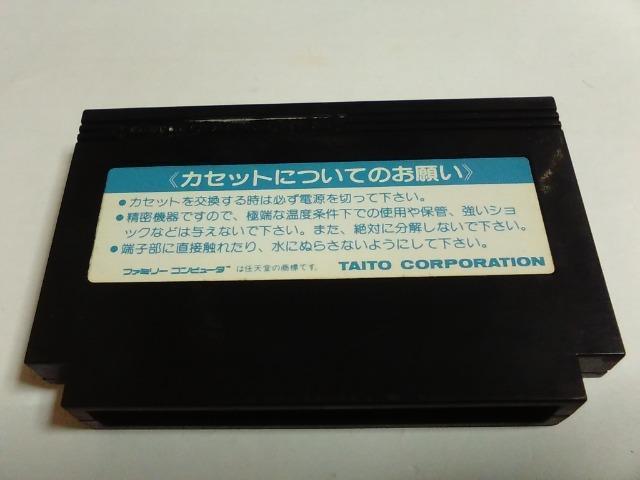 《カセットについてのお願い》
●カセットを交換する時は必ず電源を切って下さい。
●精密機器ですので、極端な温度条件下での使用や保管、強いショ
ックなどは与えないで下さい。また、絶対に分解しないで下さい。
●端子部に直接触れたり、水にぬらさないようにして下さい。
ファミリーコンピュータ™は任天堂の商標です。 TAITO CORPORATION